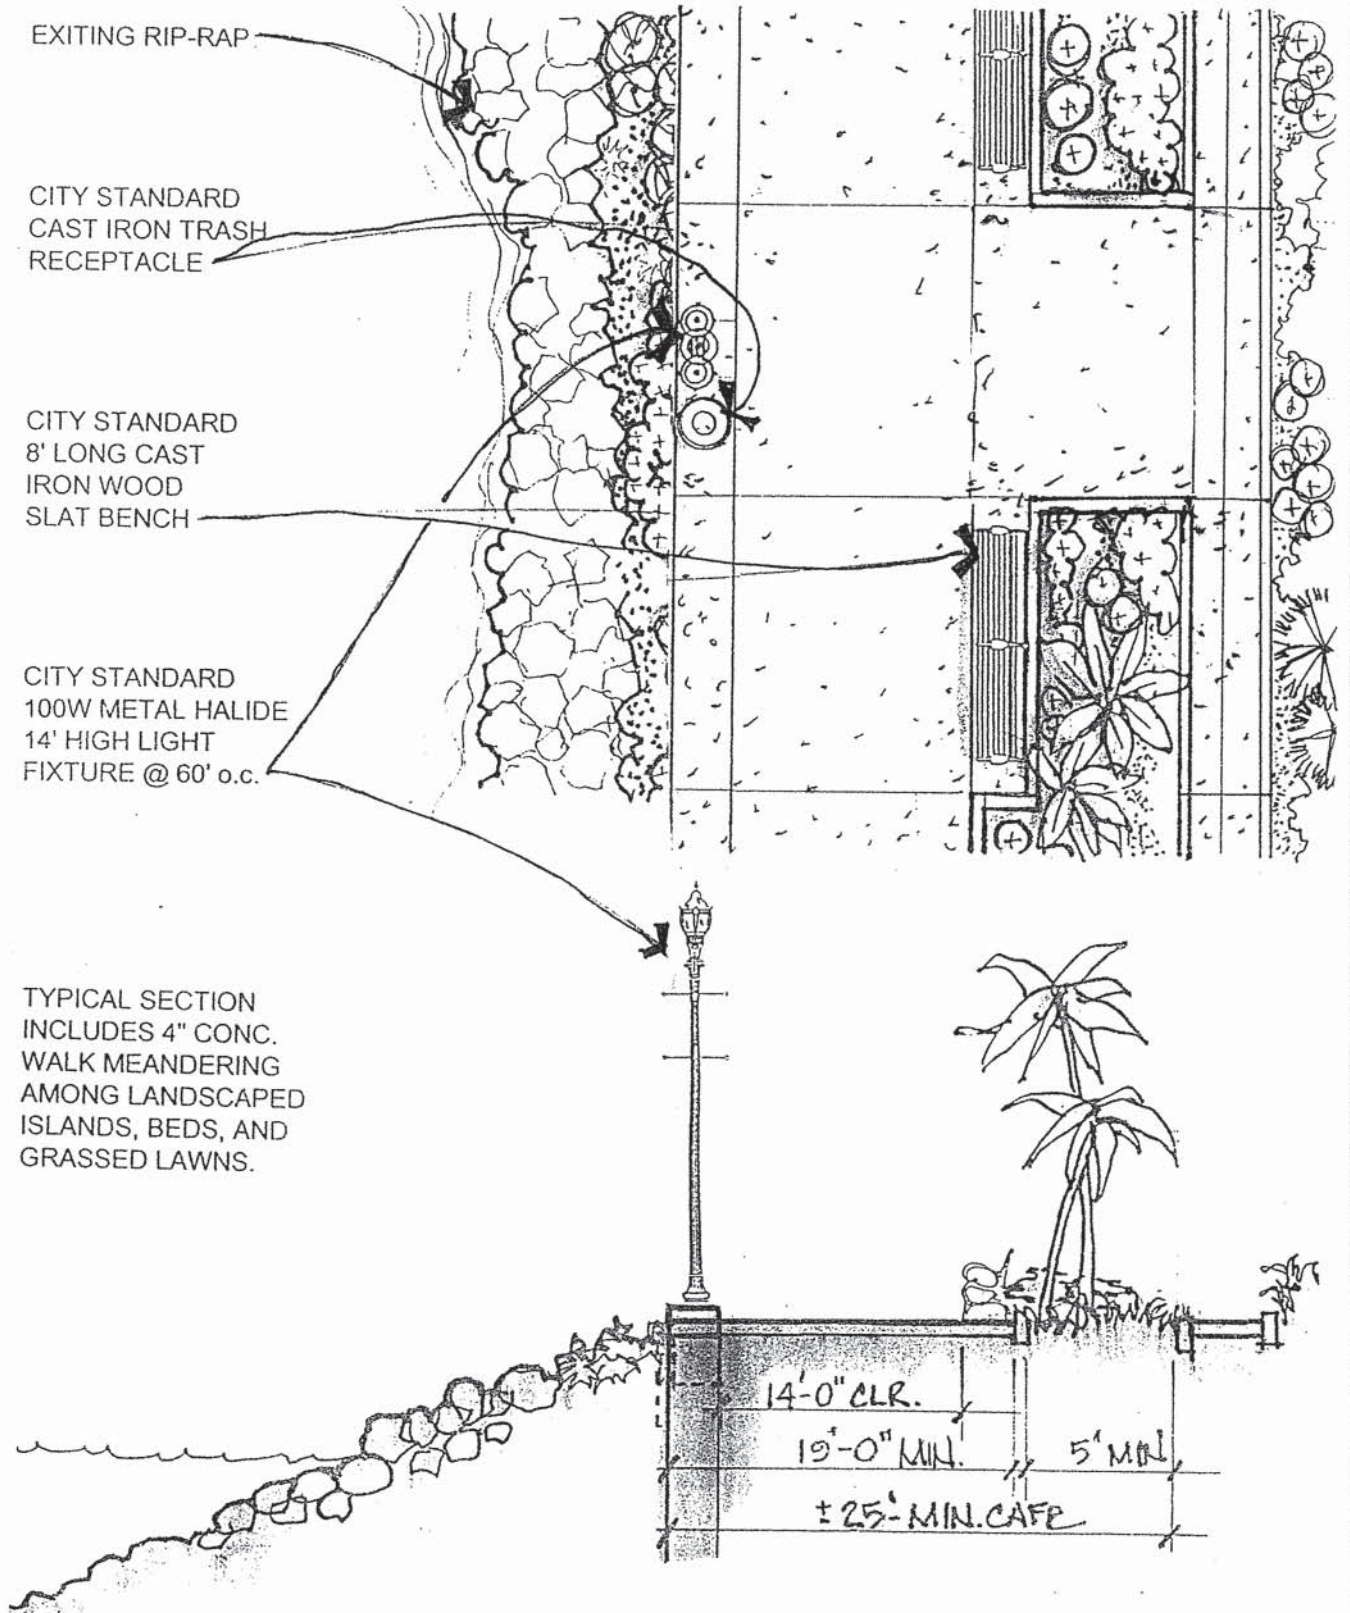 EXITING RIP-RAP
CITY STANDARD
CAST IRON TRASH
RECEPTACLE
CITY STANDARD
8' LONG CAST
IRON WOOD
SLAT BENCH
CITY STANDARD
100W METAL HALIDE
14' HIGH LIGHT
FIXTURE @ 60' o.c.
TYPICAL SECTION
INCLUDES 4" CONC.
WALK MEANDERING
AMONG LANDSCAPED
ISLANDS, BEDS, AND
GRASSED LAWNS.
14'-0" CLR.
19'-0" MIN. 5' MIN
±25'-MIN. CAFE